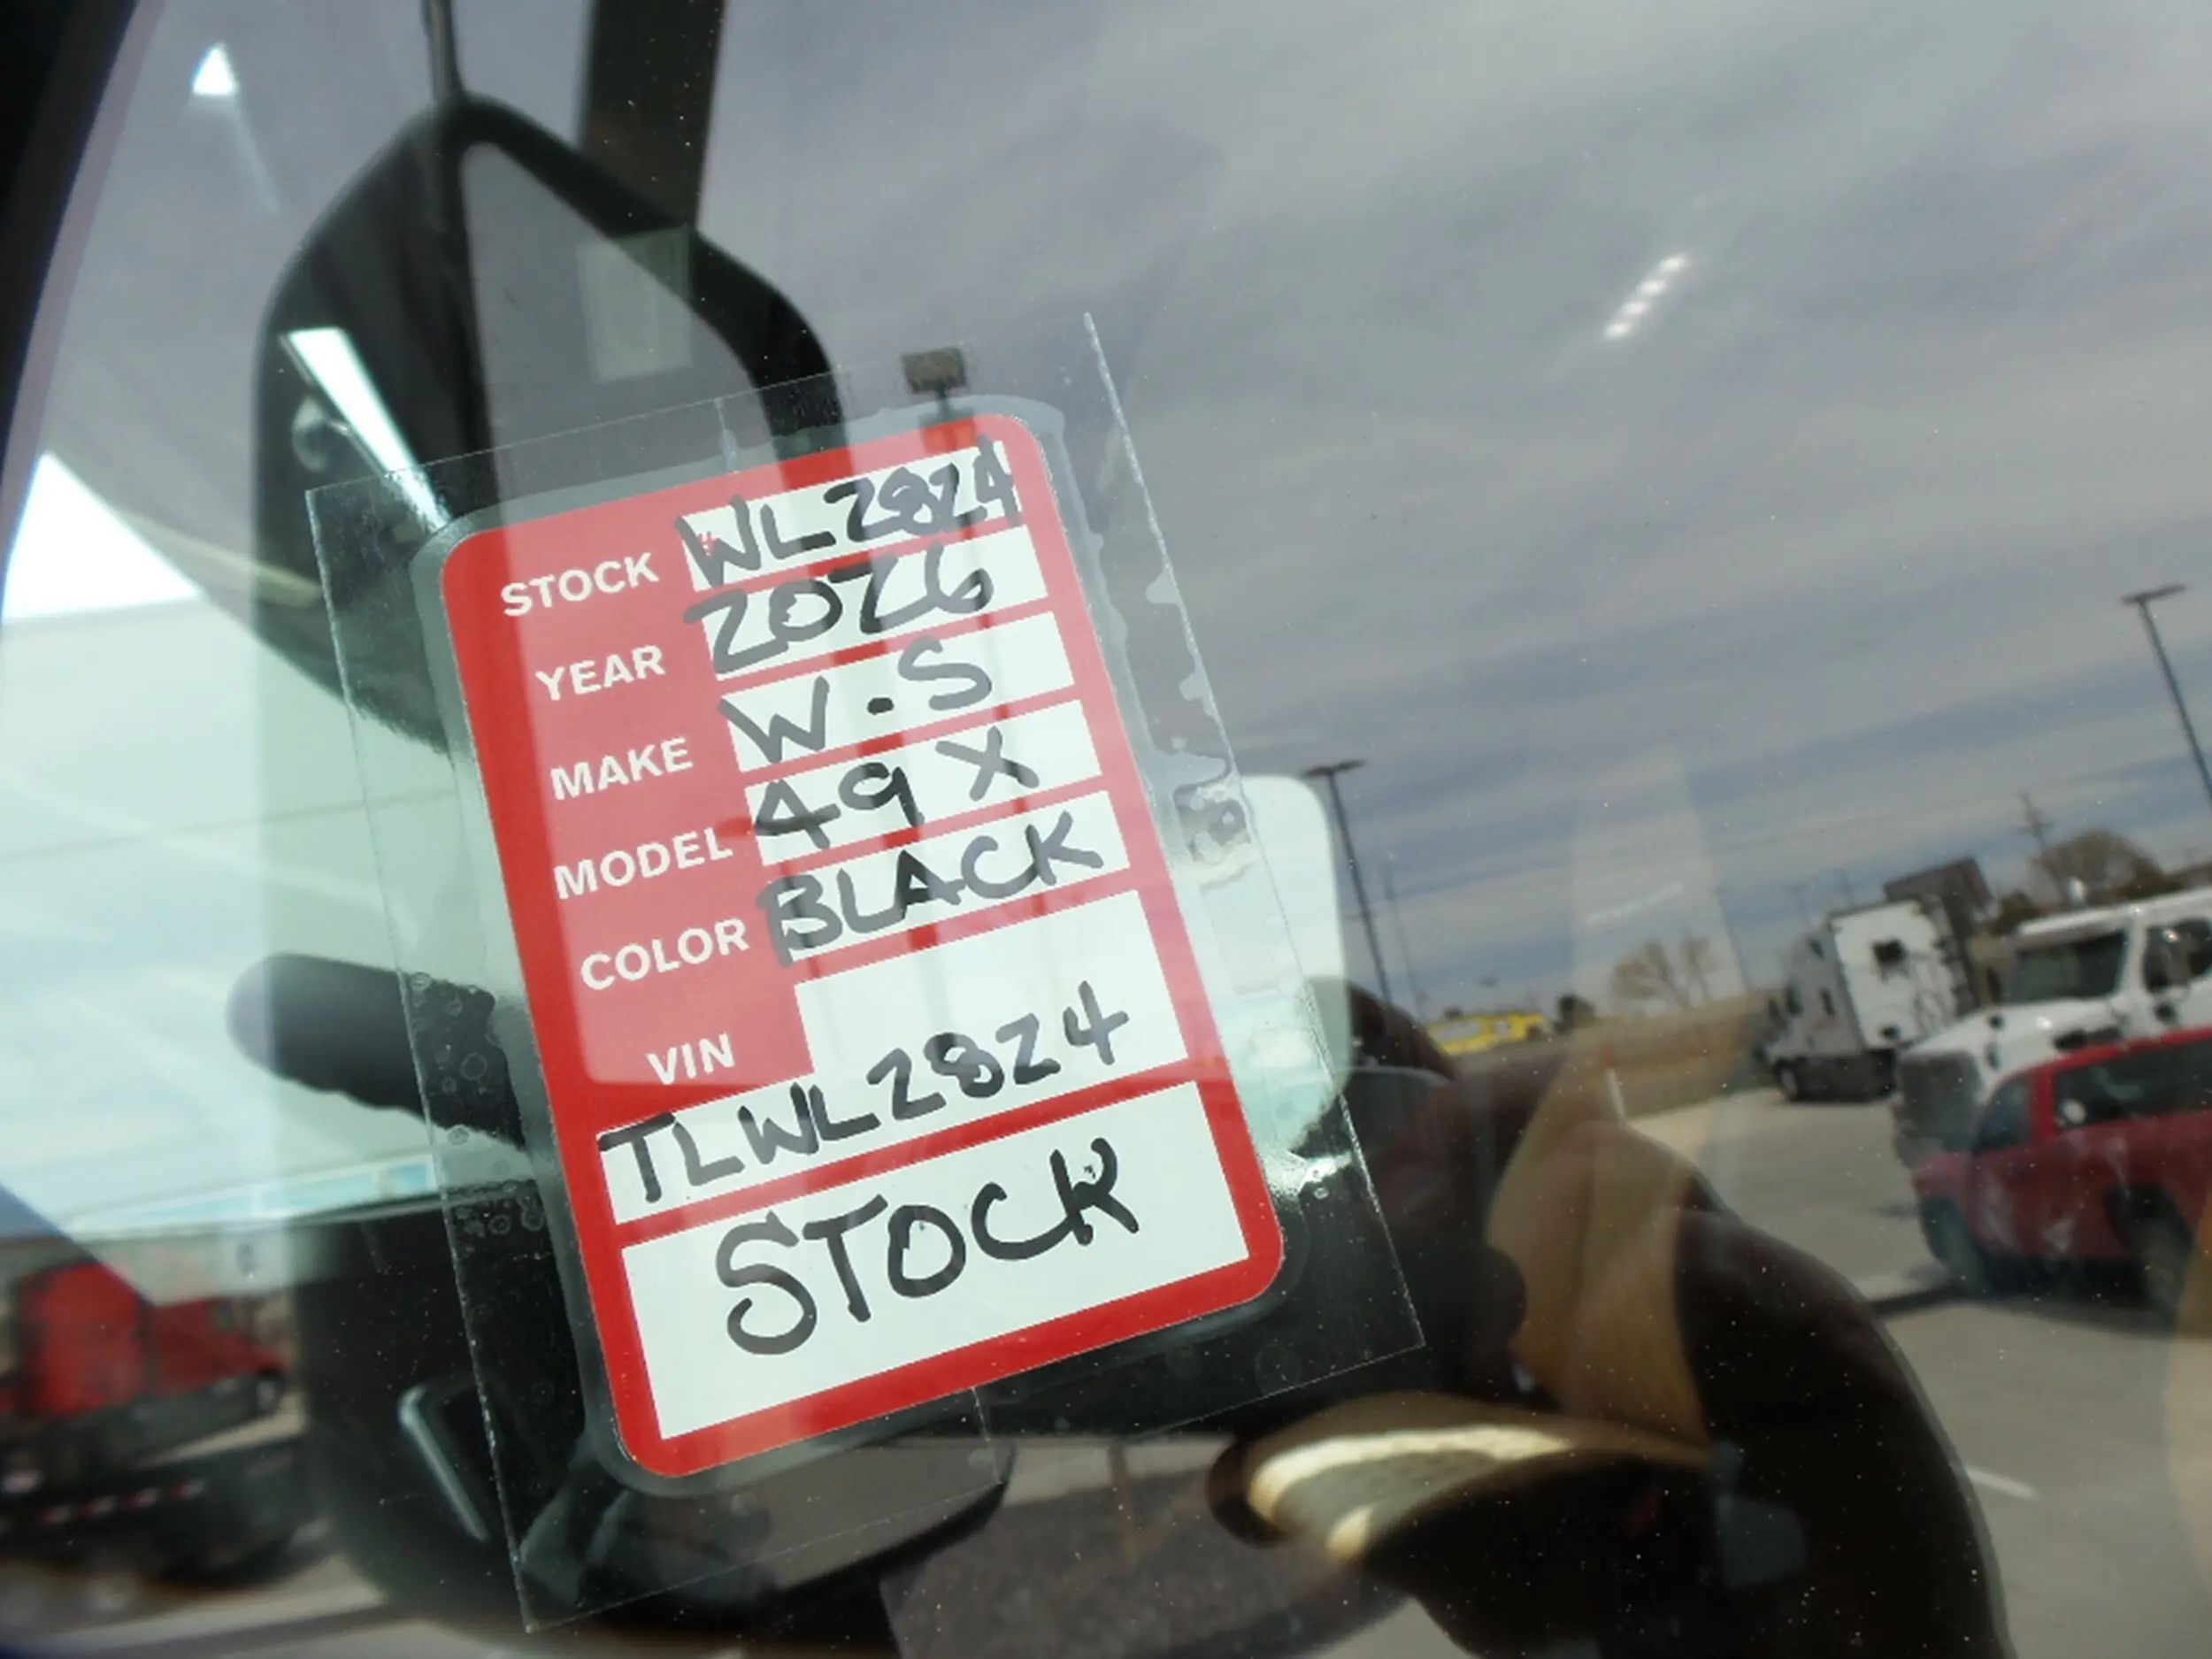 STOCK # WL2824
YEAR 2026
MAKE W.S
MODEL 49X
COLOR BLACK
VIN
TLWL2824
STOCK